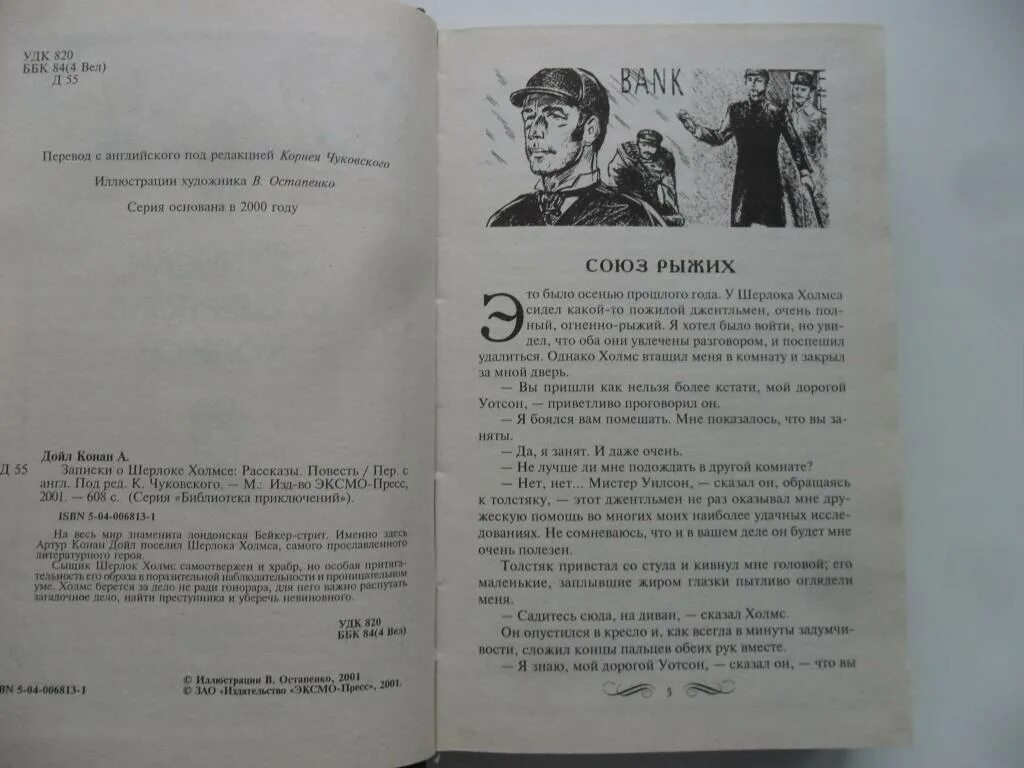 УДК 820
ББК 84(4 Вел)
Д 55
Перевод с английского под редакцией Корнея Чуковского
Иллюстрации художника В. Остапенко
Серия основана в 2000 году
Дойл Конан А.
Д 55 Записки о Шерлоке Холмсе: Рассказы. Повесть / Пер. с
англ. Под ред. К. Чуковского. — М.: Изд-во ЭКСМО-Пресс,
2001. — 608 с. (Серия «Библиотека приключений»).
ISBN 5-04-006813-1
На весь мир знаменита лондонская Бейкер-стрит. Именно здесь
Артур Конан Дойл поселил Шерлока Холмса, самого прославленного
литературного героя.
Сыщик Шерлок Холмс самоотвержен и храбр, но особая притяга-
тельность его образа в поразительной наблюдательности и проницательном
уме. Холмс берется за дело не ради гонорара, для него важно распутать
загадочное дело, найти преступника и уберечь невиновного.
УДК 820
ББК 84(4 Вел)
© Иллюстрации В. Остапенко, 2001
BN 5-04-006813-1
© ЗАО «Издательство «ЭКСМО-Пресс», 2001.
BANK
СОЮЗ РЫЖИХ
Это было осенью прошлого года. У Шерлока Холмса
сидел какой-то пожилой джентльмен, очень пол-
ный, огненно-рыжий. Я хотел было войти, но уви-
дел, что оба они увлечены разговором, и поспешил
удалиться. Однако Холмс втащил меня в комнату и закрыл
за мной дверь.
— Вы пришли как нельзя более кстати, мой дорогой
Уотсон, — приветливо проговорил он.
— Я боялся вам помешать. Мне показалось, что вы за-
няты.
— Да, я занят. И даже очень.
— Не лучше ли мне подождать в другой комнате?
— Нет, нет... Мистер Уилсон, — сказал он, обращаясь
к толстяку, — этот джентльмен не раз оказывал мне дру-
жескую помощь во многих моих наиболее удачных иссле-
дованиях. Не сомневаюсь, что и в вашем деле он будет мне
очень полезен.
Толстяк привстал со стула и кивнул мне головой; его
маленькие, заплывшие жиром глазки пытливо оглядели
меня.
— Садитесь сюда, на диван, — сказал Холмс.
Он опустился в кресло и, как всегда в минуты задумчи-
вости, сложил концы пальцев обеих рук вместе.
— Я знаю, мой дорогой Уотсон, — сказал он, — что вы
5